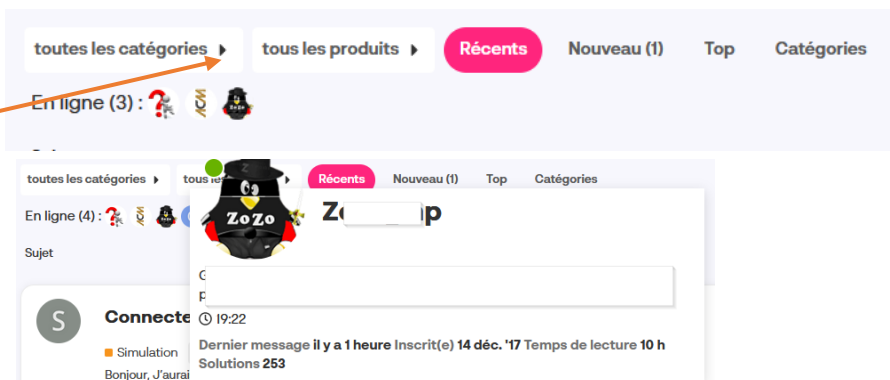 toutes les catégories tous les produits Récents Nouveau (1) Top Catégories
En ligne (3) :
toutes les catégories Récents Nouveau (1) Top Catégories
En ligne (4) :
ZoZo
Sujet
S
Connecte
19:22
Dernier message il y a 1 heure Inscrit(e) 14 déc. '17 Temps de lecture 10 h
Simulation
Solutions 253
Bonjour, J'aurai